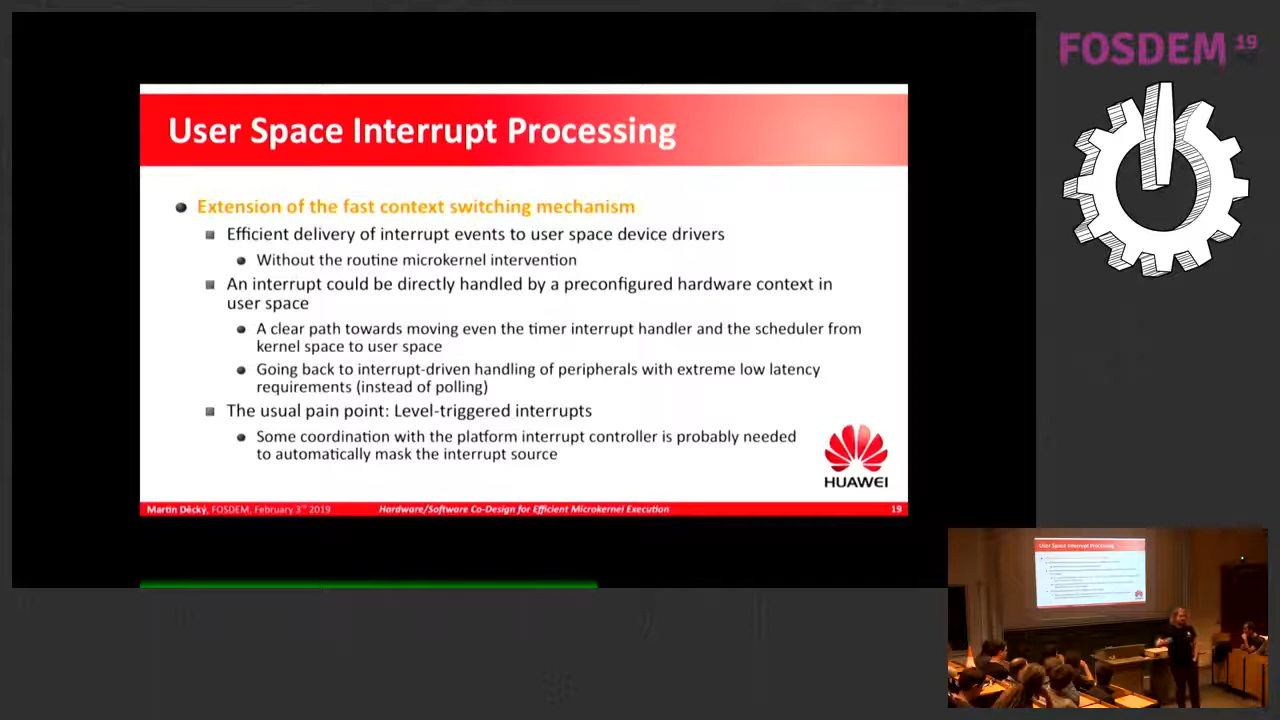 FOSDEM 19
User Space Interrupt Processing
Extension of the fast context switching mechanism
Efficient delivery of interrupt events to user space device drivers
Without the routine microkernel intervention
An interrupt could be directly handled by a preconfigured hardware context in
user space
A clear path towards moving even the timer interrupt handler and the scheduler from
kernel space to user space
Going back to interrupt-driven handling of peripherals with extreme low latency
requirements (instead of polling)
The usual pain point: Level-triggered interrupts
Some coordination with the platform interrupt controller is probably needed
to automatically mask the interrupt source
HUAWEI
Martin Děcký, FOSDEM, February 3rd 2019 Hardware/Software Co-Design for Efficient Microkernel Execution 19
User Space Interrupt Processing